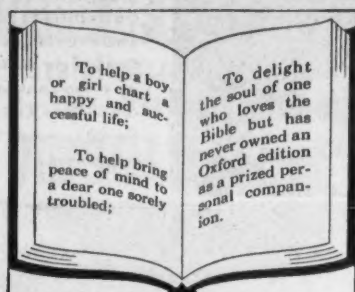 To help a boy
or girl chart a
happy and suc-
cessful life;
To help bring
peace of mind to
a dear one sorely
troubled;
To delight
the soul of one
who loves the
Bible but has
never owned an
Oxford edition
as a prized per-
sonal compan-
ion.